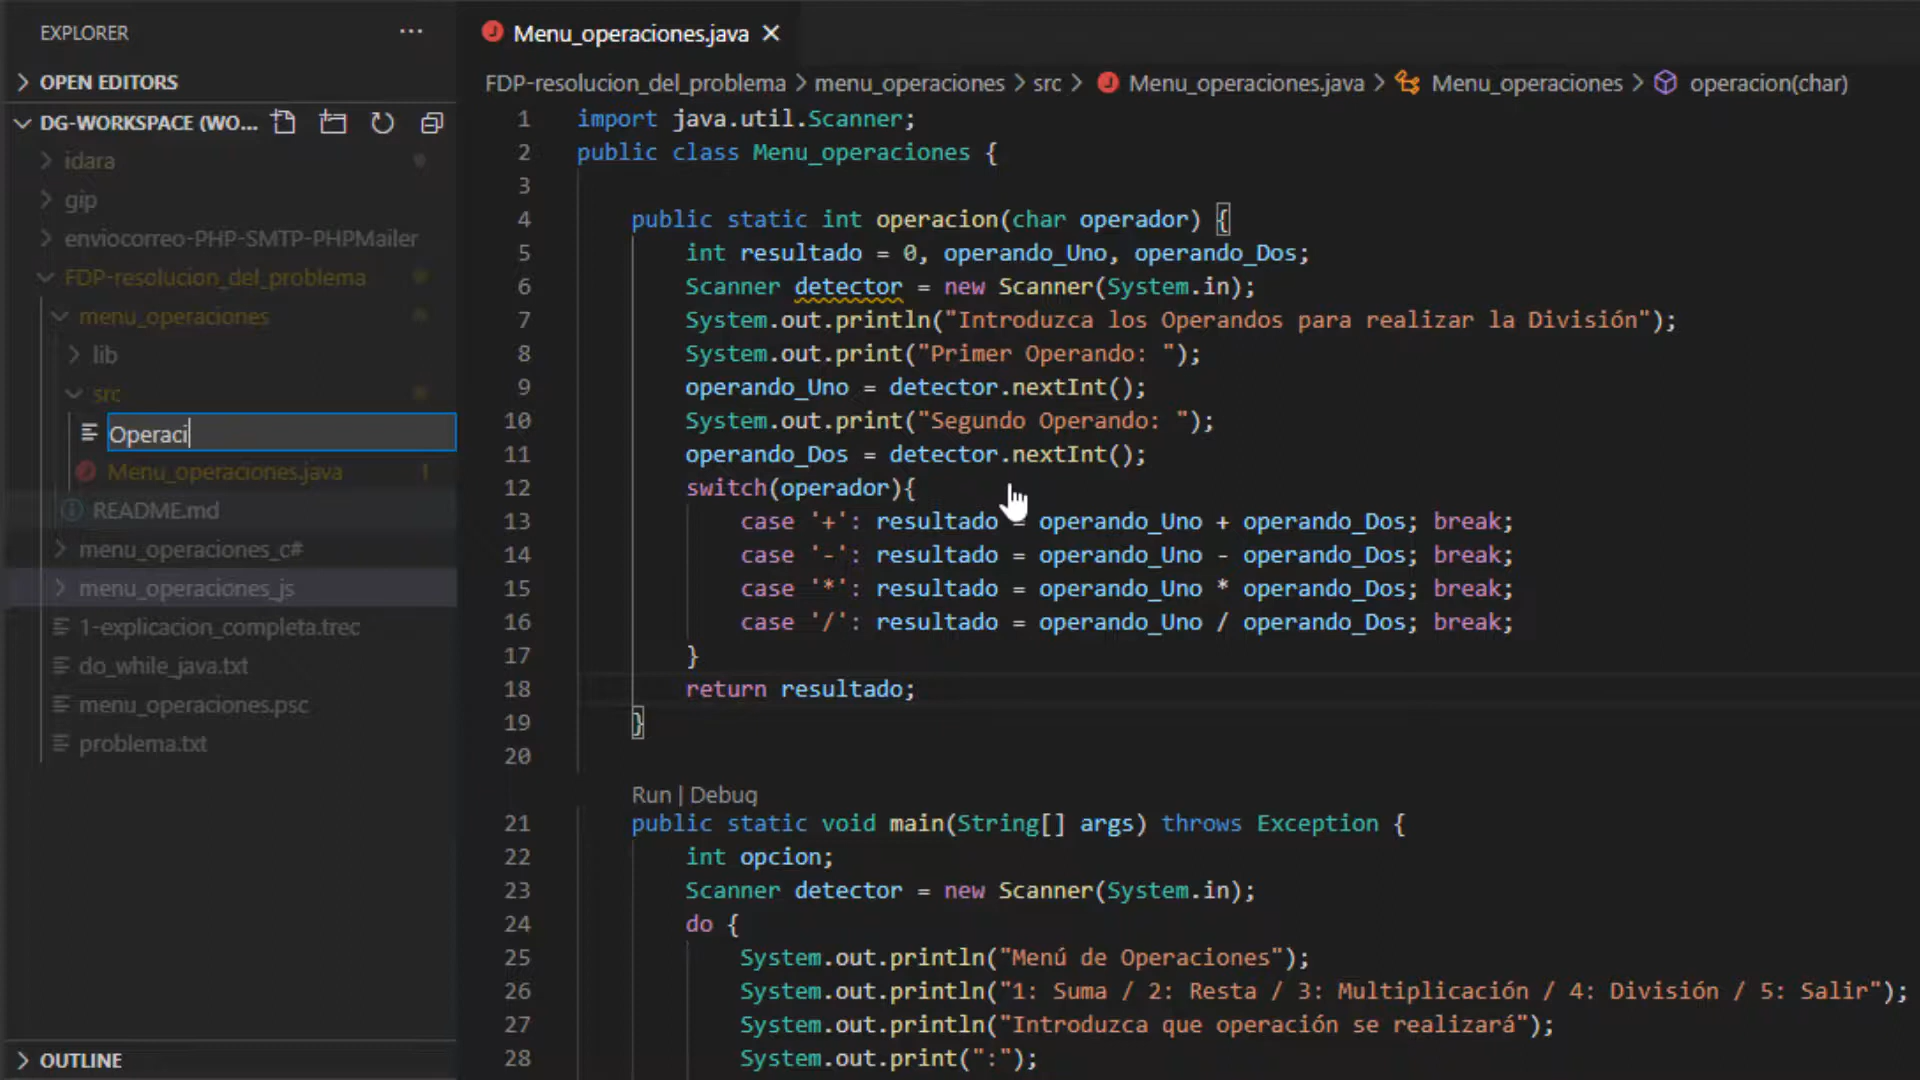 EXPLORER
OPEN EDITORS
DG-WORKSPACE (WO...
idara
gip
enviocorreo-PHP-SMTP-PHPMailer
FDP-resolucion_del_problema
menu_operaciones
lib
src
Operaci
Menu_operaciones.java 1
README.md
menu_operaciones_c#
menu_operaciones_js
1-explicacion_completa.trec
do_while_java.txt
menu_operaciones.psc
problema.txt
OUTLINE
Menu_operaciones.java
FDP-resolucion_del_problema > menu_operaciones > src > Menu_operaciones.java > Menu_operaciones > operacion(char)
1 import java.util.Scanner;
2 public class Menu_operaciones {
3
4 public static int operacion(char operador) {
5 int resultado = 0, operando_Uno, operando_Dos;
6 Scanner detector = new Scanner(System.in);
7 System.out.println("Introduzca los Operandos para realizar la División");
8 System.out.print("Primer Operando: ");
9 operando_Uno = detector.nextInt();
10 System.out.print("Segundo Operando: ");
11 operando_Dos = detector.nextInt();
12 switch(operador){
13 case '+': resultado = operando_Uno + operando_Dos; break;
14 case '-': resultado = operando_Uno - operando_Dos; break;
15 case '*': resultado = operando_Uno * operando_Dos; break;
16 case '/': resultado = operando_Uno / operando_Dos; break;
17 }
18 return resultado;
19 }
20
Run | Debug
21 public static void main(String[] args) throws Exception {
22 int opcion;
23 Scanner detector = new Scanner(System.in);
24 do {
25 System.out.println("Menú de Operaciones");
26 System.out.println("1: Suma / 2: Resta / 3: Multiplicación / 4: División / 5: Salir");
27 System.out.println("Introduzca que operación se realizará");
28 System.out.print(":");